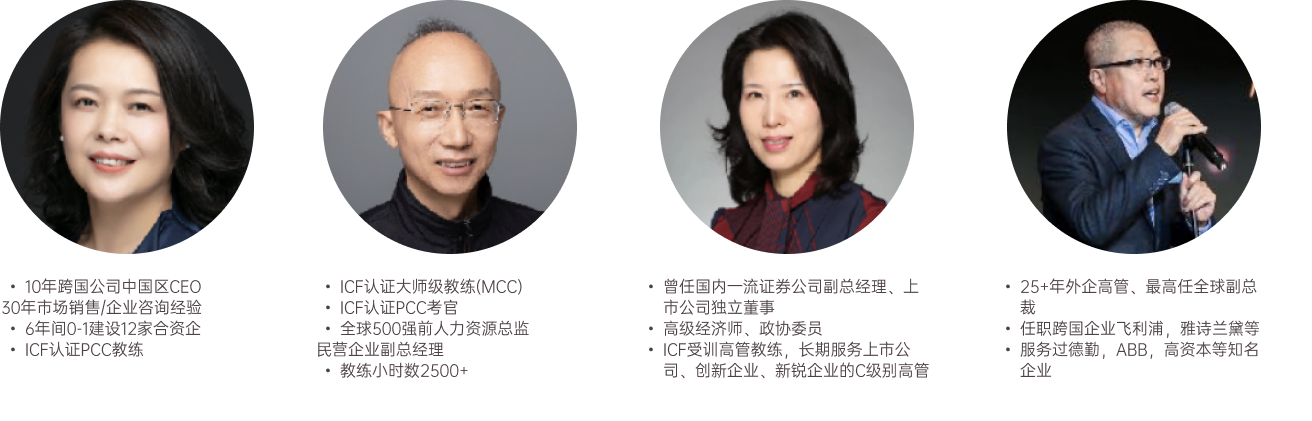 • 10年跨国公司中国区CEO
30年市场销售/企业咨询经验
• 6年间0-1建设12家合资企
• ICF认证PCC教练
• ICF认证大师级教练(MCC)
• ICF认证PCC考官
• 全球500强前人力资源总监
民营企业副总经理
• 教练小时数2500+
• 曾任国内一流证券公司副总经理、上
市公司独立董事
• 高级经济师、政协委员
• ICF受训高管教练，长期服务上市公
司、创新企业、新锐企业的C级别高管
• 25+年外企高管、最高任全球副总
裁
• 任职跨国企业飞利浦，雅诗兰黛等
• 服务过德勤，ABB，高资本等知名
企业